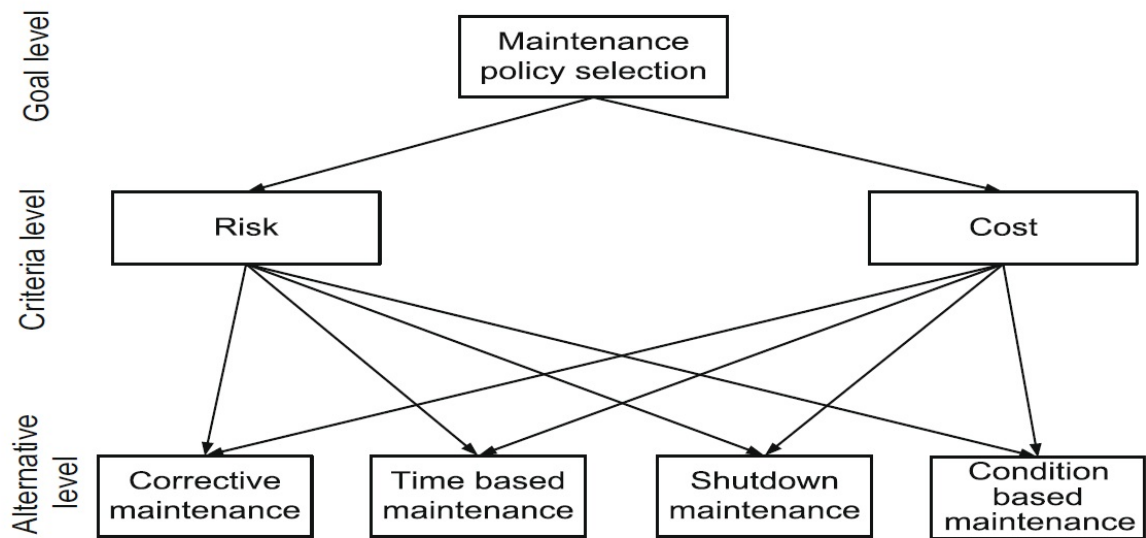 Goal level
Maintenance
policy selection
Criteria level
Risk
Cost
Alternative
level
Corrective
maintenance
Time based
maintenance
Shutdown
maintenance
Condition
based
maintenance